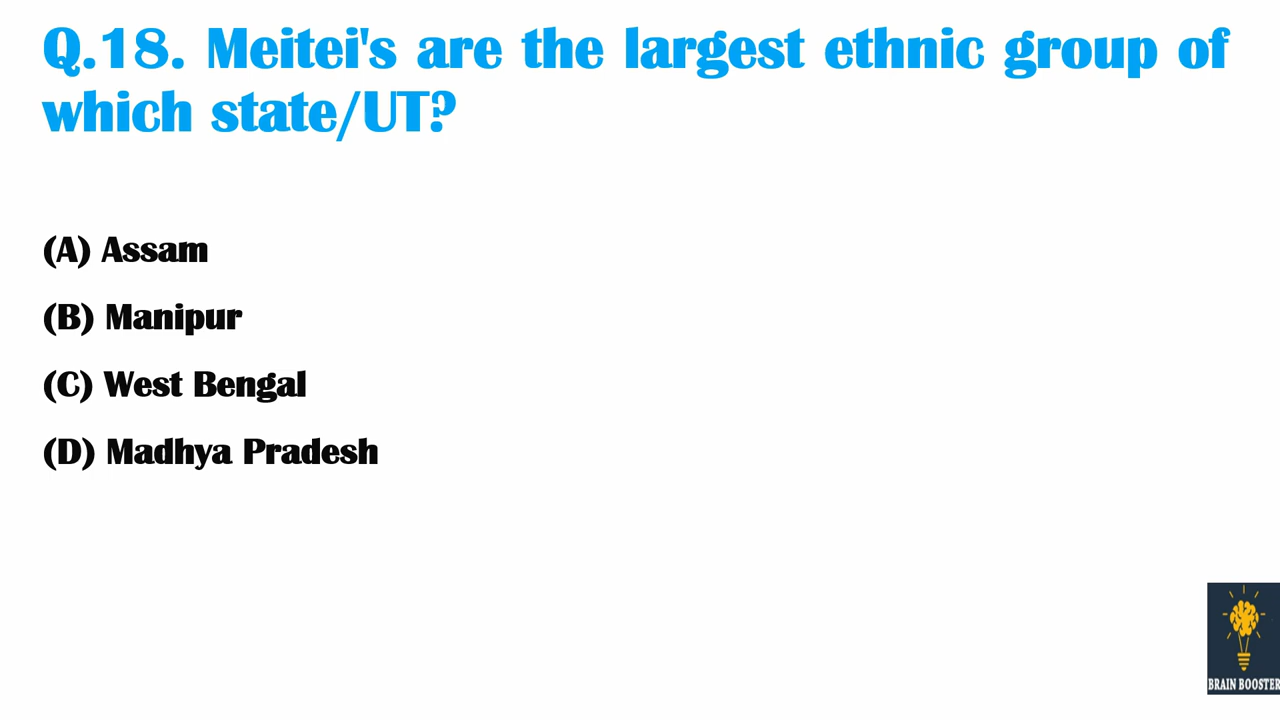 Q.18. Meitei's are the largest ethnic group of
which state/UT?
(A) Assam
(B) Manipur
(C) West Bengal
(D) Madhya Pradesh
BRAIN BOOSTER